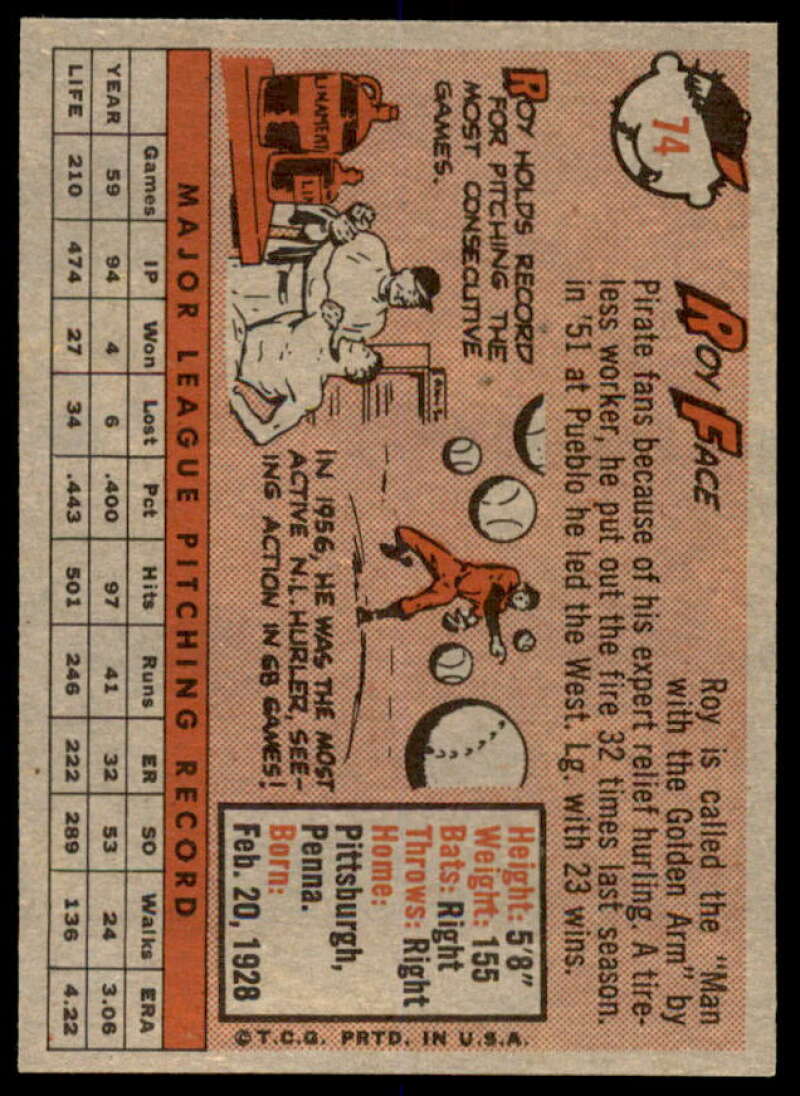 74
ROY FACE
Roy is called the "Man
with the Golden Arm" by
Pirate fans because of his expert relief hurling. A tire-
less worker, he put out the fire 32 times last season.
in '51 at Pueblo he led the West. Lg. with 23 wins.
ROY HOLDS RECORD
FOR PITCHING THE
MOST CONSECUTIVE
GAMES.
LINAMENT
LIN
IN 1956, HE WAS THE MOST
ACTIVE N.L. HURLER, SEE-
ING ACTION IN 68 GAMES!
Height: 5'8"
Weight: 155
Bats: Right
Throws: Right
Home:
Pittsburgh,
Penna.
Born:
Feb. 20, 1928
© T.C.G. PRTD. IN U.S.A.
MAJOR LEAGUE PITCHING RECORD
Games IP Won Lost Pct Hits Runs ER SO Walks ERA
YEAR 59 94 4 6 .400 97 41 32 53 24 3.06
LIFE 210 474 27 34 .443 501 246 222 289 136 4.22